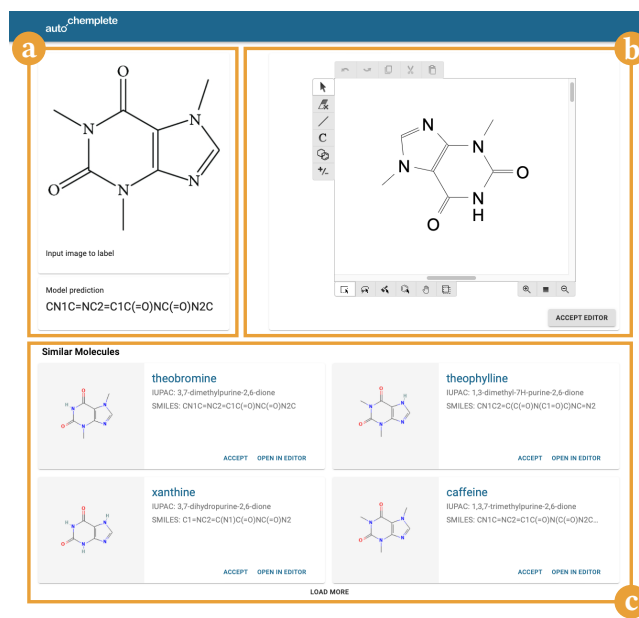 auto chemplete
a
b
O
N
N
O
N
N
Input image to label
Model prediction
CN1C=NC2=C1C(=O)NC(=O)N2C
C
+/-
N
N
N
O
N
H
O
ACCEPT EDITOR
Similar Molecules
theobromine
IUPAC: 3,7-dimethylpurine-2,6-dione
SMILES: CN1C=NC2=C1C(=O)NC(=O)N2C
ACCEPT OPEN IN EDITOR
theophylline
IUPAC: 1,3-dimethyl-7H-purine-2,6-dione
SMILES: CN1C2=C(C(=O)N(C1=O)C)NC=N2
ACCEPT OPEN IN EDITOR
xanthine
IUPAC: 3,7-dihydropurine-2,6-dione
SMILES: C1=NC2=C(N1)C(=O)NC(=O)N2
ACCEPT OPEN IN EDITOR
caffeine
IUPAC: 1,3,7-trimethylpurine-2,6-dione
SMILES: CN1C=NC2=C1C(=O)N(C(=O)N2C...
ACCEPT OPEN IN EDITOR
LOAD MORE
c